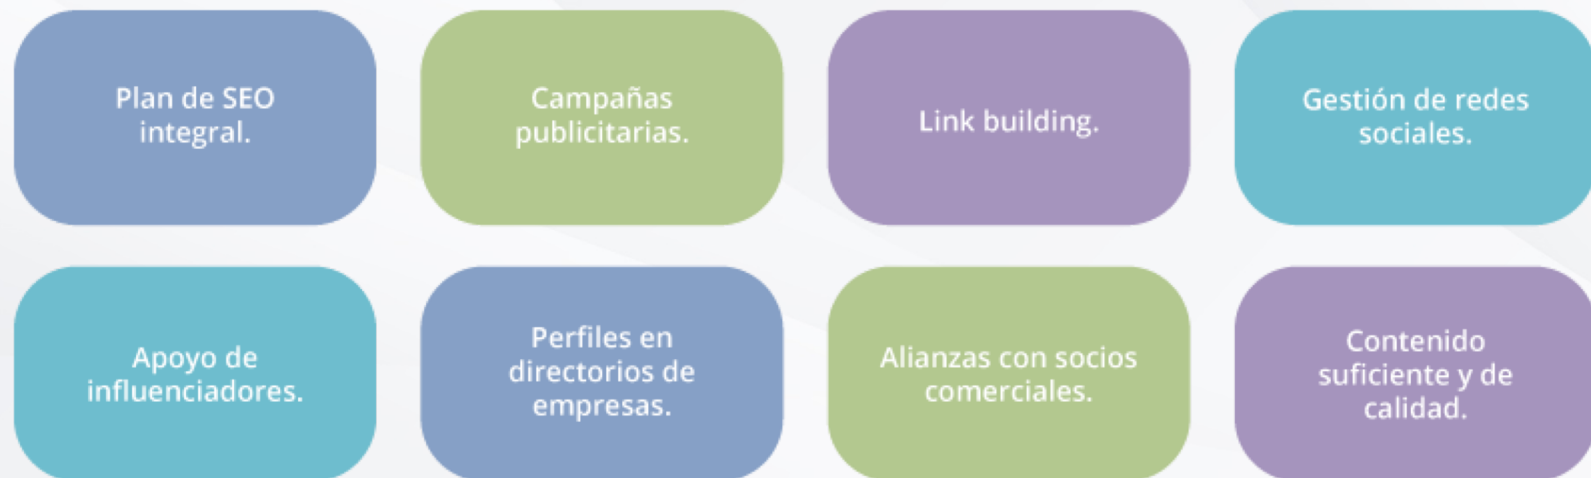 Plan de SEO
integral.
Campañas
publicitarias.
Link building.
Gestión de redes
sociales.
Apoyo de
influenciadores.
Perfiles en
directorios de
empresas.
Alianzas con socios
comerciales.
Contenido
suficiente y de
calidad.